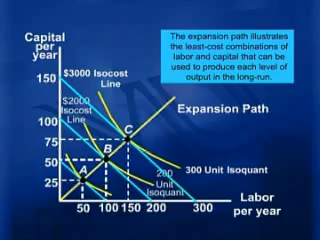 Capital
per
year
The expansion path illustrates
the least-cost combinations of
labor and capital that can be
used to produce each level of
output in the long-run.
150
$3000 Isocost
Line
$2000
Isocost
Line
Expansion Path
100
75
50
25
C
B
A
300 Unit Isoquant
200
Unit
Isoquant
50 100 150 200 300
Labor
per year